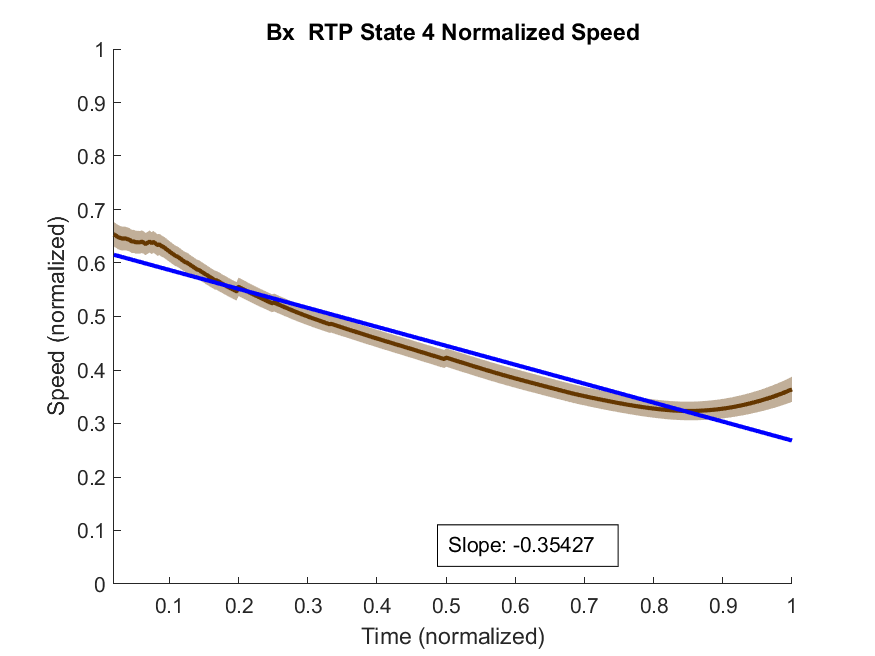 Bx  RTP State 4 Normalized Speed
1
0.9
0.8
0.7
0.6
0.5
0.4
0.3
0.2
0.1
0
Speed (normalized)
Slope: -0.35427
0.1 0.2 0.3 0.4 0.5 0.6 0.7 0.8 0.9 1
Time (normalized)